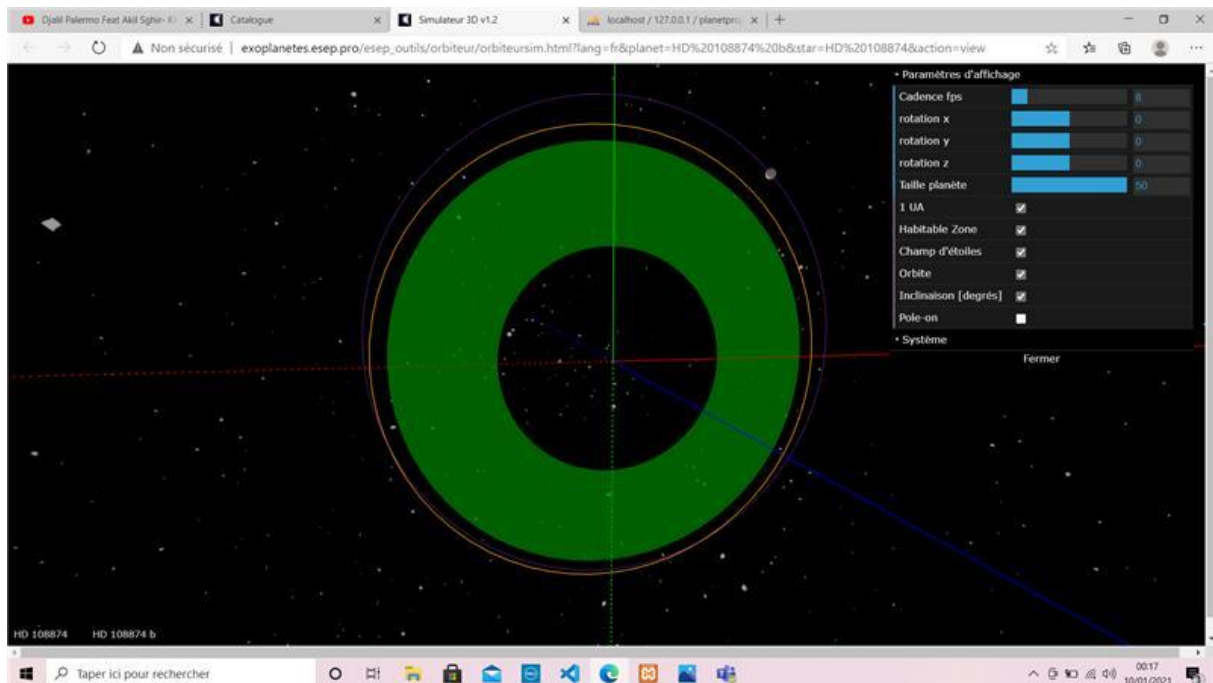 Djalil Palermo Feat Akil Sghir- Ki
Catalogue
Simulateur 3D v1.2
localhost / 127.0.0.1 / planetproj
Non sécurisé | exoplanetes.esep.pro/esep_outils/orbiteur/orbiteursim.html?lang=fr&planet=HD%20108874%20b&star=HD%20108874&action=view
Paramètres d'affichage
Cadence fps 8
rotation x 0
rotation y 0
rotation z 0
Taille planète 50
1 UA
Habitable Zone
Champ d'étoiles
Orbite
Inclinaison [degrés]
Pole-on
Système
Fermer
HD 108874 HD 108874 b
Taper ici pour rechercher
00:17
10/01/2021